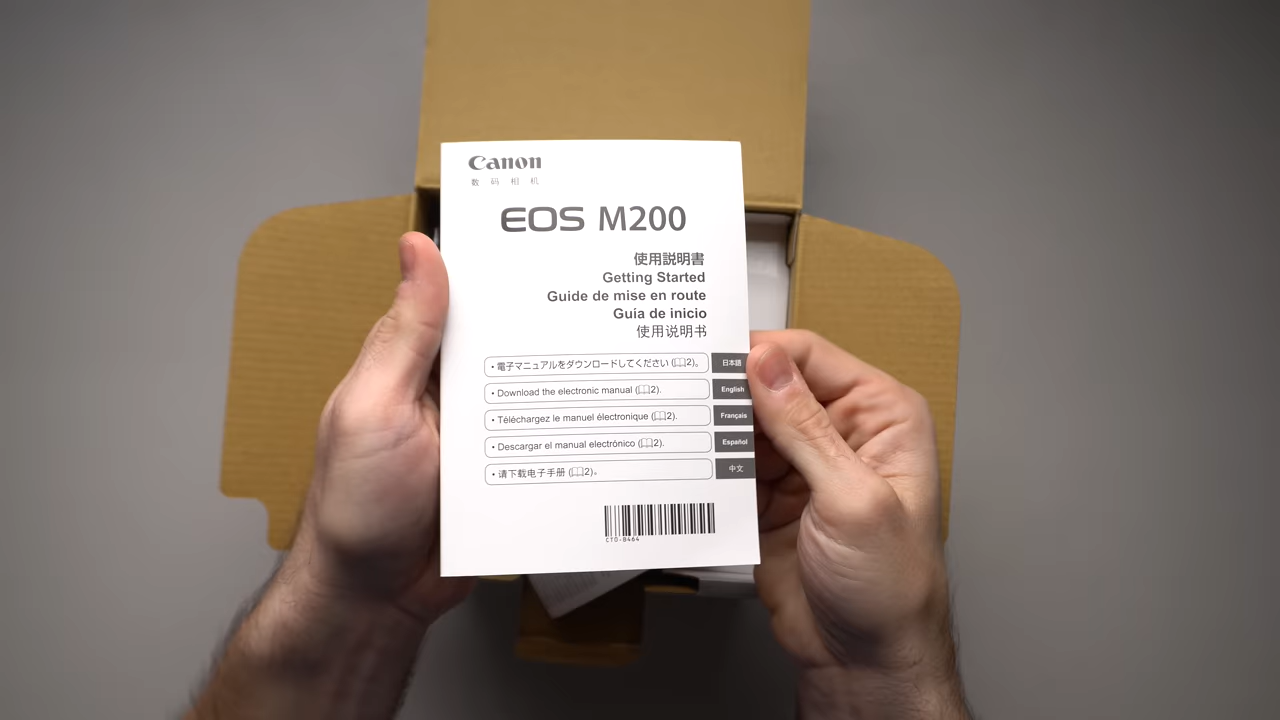 Canon
数 码 相 机
EOS M200
使用説明書
Getting Started
Guide de mise en route
Guía de inicio
使用说明书
• 電子マニュアルをダウンロードしてください (📖2)。 日本語
• Download the electronic manual (📖2). English
• Téléchargez le manuel électronique (📖2). Français
• Descargar el manual electrónico (📖2). Español
• 请下载电子手册 (📖2)。 中文
CT0-B464